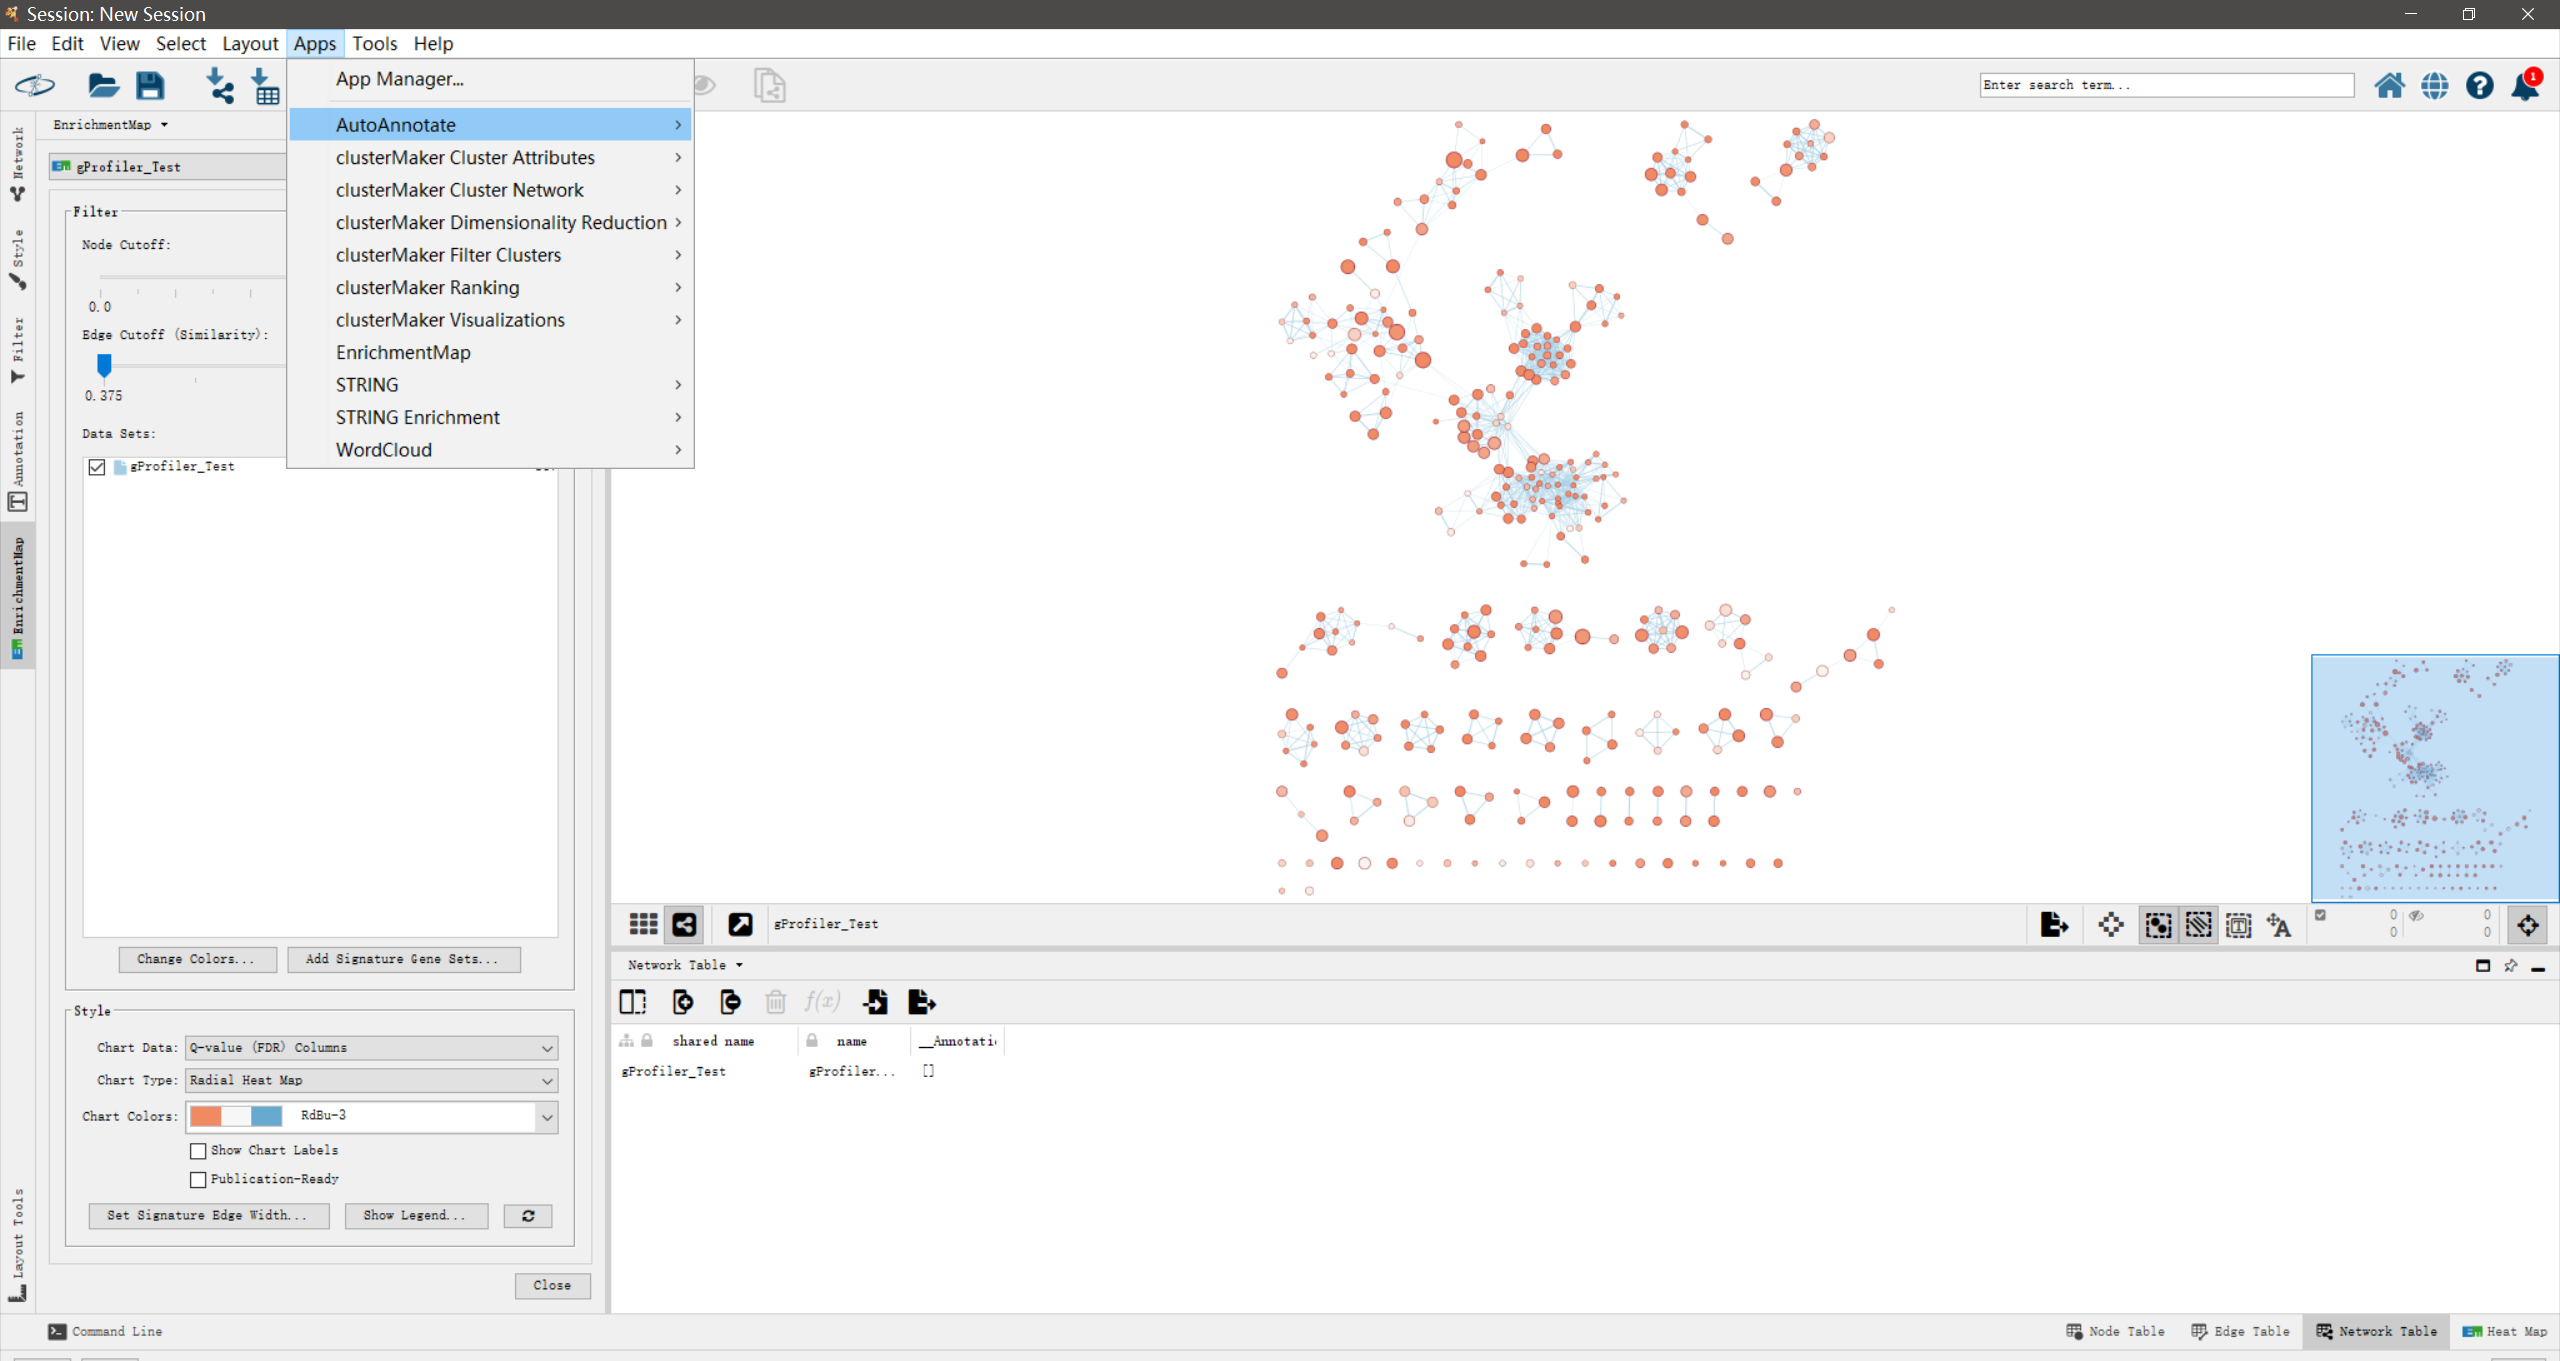 Session: New Session
File Edit View Select Layout Apps Tools Help
App Manager...
AutoAnnotate
clusterMaker Cluster Attributes
clusterMaker Cluster Network
clusterMaker Dimensionality Reduction
clusterMaker Filter Clusters
clusterMaker Ranking
clusterMaker Visualizations
EnrichmentMap
STRING
STRING Enrichment
WordCloud
Enter search term...
1
Network
Style
Filter
Annotation
EnrichmentMap
Layout Tools
EnrichmentMap
gProfiler_Test
Filter
Node Cutoff:
0.0
Edge Cutoff (Similarity):
0.375
Data Sets:
gProfiler_Test
Change Colors...
Add Signature Gene Sets...
Style
Chart Data: Q-value (FDR) Columns
Chart Type: Radial Heat Map
Chart Colors: RdBu-3
Show Chart Labels
Publication-Ready
Set Signature Edge Width...
Show Legend...
Close
gProfiler_Test
0 0
0 0
Network Table
f(x)
shared name name __Annotati
gProfiler_Test gProfiler... []
Command Line
Node Table Edge Table Network Table Heat Map